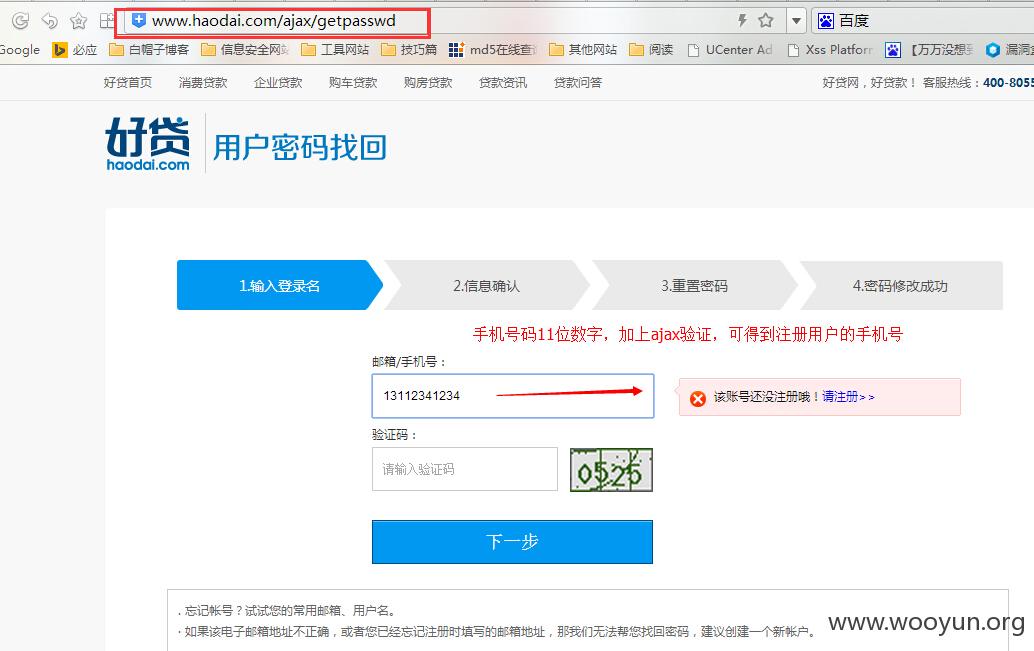 www.haodai.com/ajax/getpasswd
百度
Google 必应 白帽子博客 信息安全网站 工具网站 技巧篇 md5在线查询 其他网站 阅读 UCenter Ad Xss Platform 【万万没想到 漏洞盒
好贷首页 消费贷款 企业贷款 购车贷款 购房贷款 贷款资讯 贷款问答 好贷网，好贷款！ 客服热线：400-8055
好贷
haodai.com
用户密码找回
1.输入登录名 2.信息确认 3.重置密码 4.密码修改成功
手机号码11位数字，加上ajax验证，可得到注册用户的手机号
邮箱/手机号：
13112341234
该账号还没注册哦！请注册>>
验证码：
请输入验证码
0525
下一步
. 忘记帐号？试试您的常用邮箱、用户名。
· 如果该电子邮箱地址不正确，或者您已经忘记注册时填写的邮箱地址，那我们无法帮您找回密码，建议创建一个新帐户。
www.wooyun.org